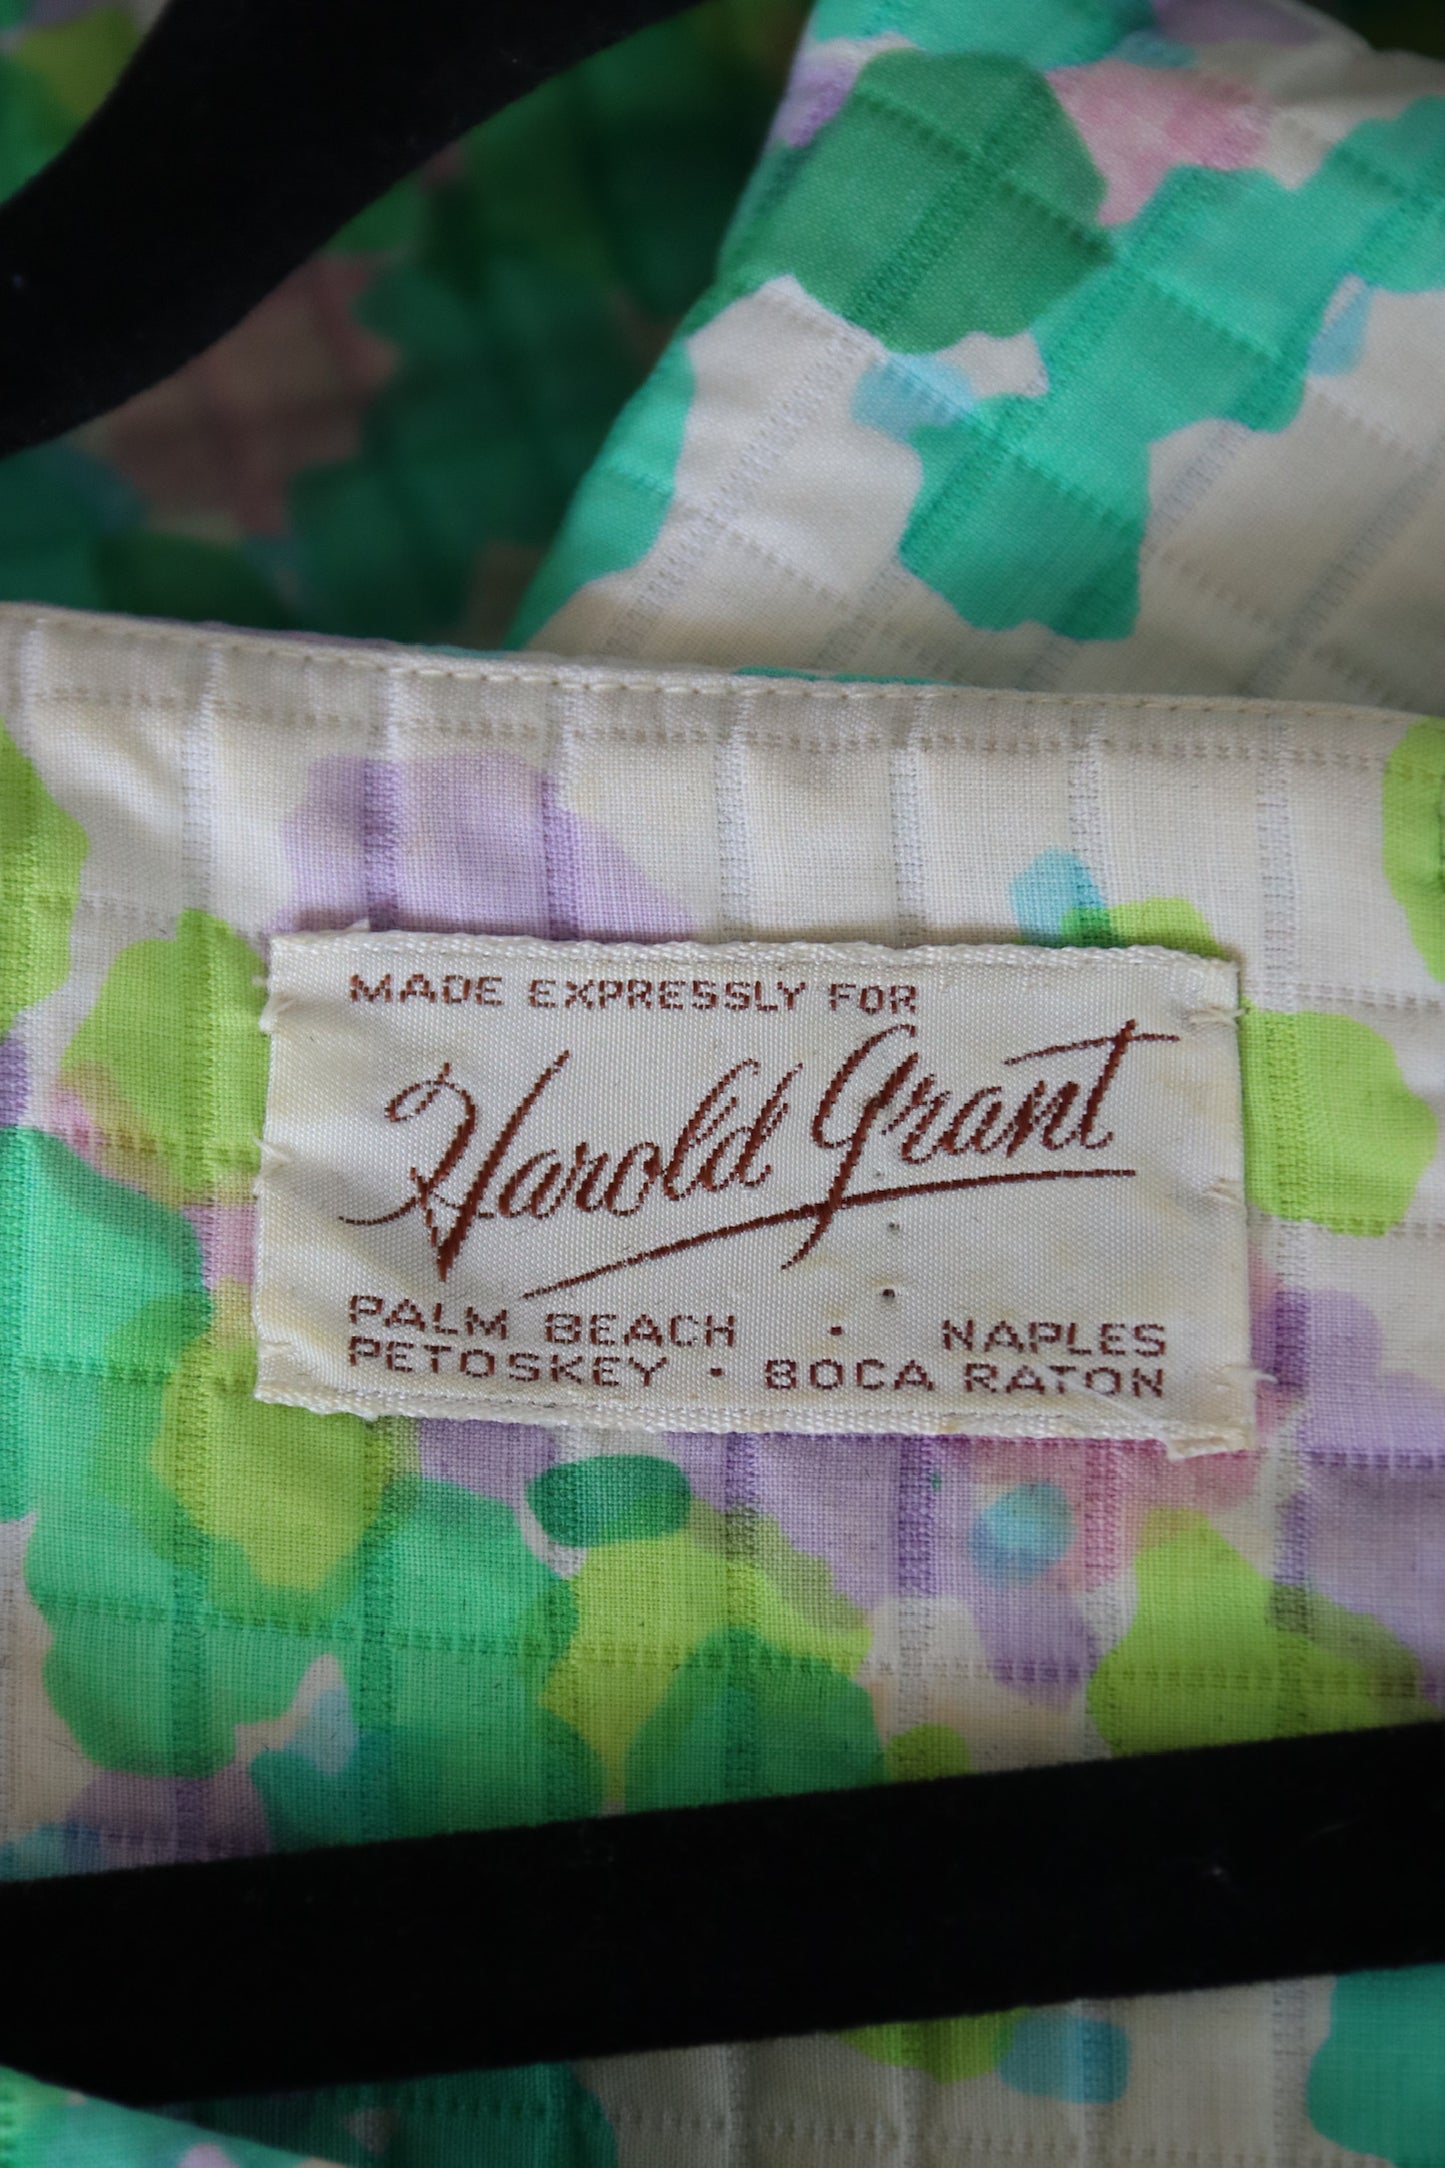 MADE EXPRESSLY FOR
Harold Grant
PALM BEACH · NAPLES
PETOSKEY · BOCA RATON